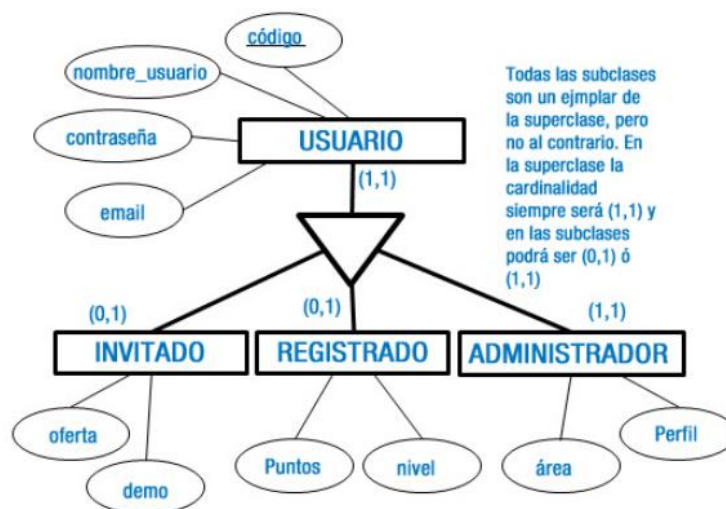 código
nombre_usuario
contraseña
email
USUARIO
(1,1)
Todas las subclases
son un ejmplar de
la superclase, pero
no al contrario. En
la superclase la
cardinalidad
siempre será (1,1) y
en las subclases
podrá ser (0,1) ó
(1,1)
(0,1)
(0,1)
(1,1)
INVITADO
REGISTRADO
ADMINISTRADOR
oferta
demo
Puntos
nivel
área
Perfil